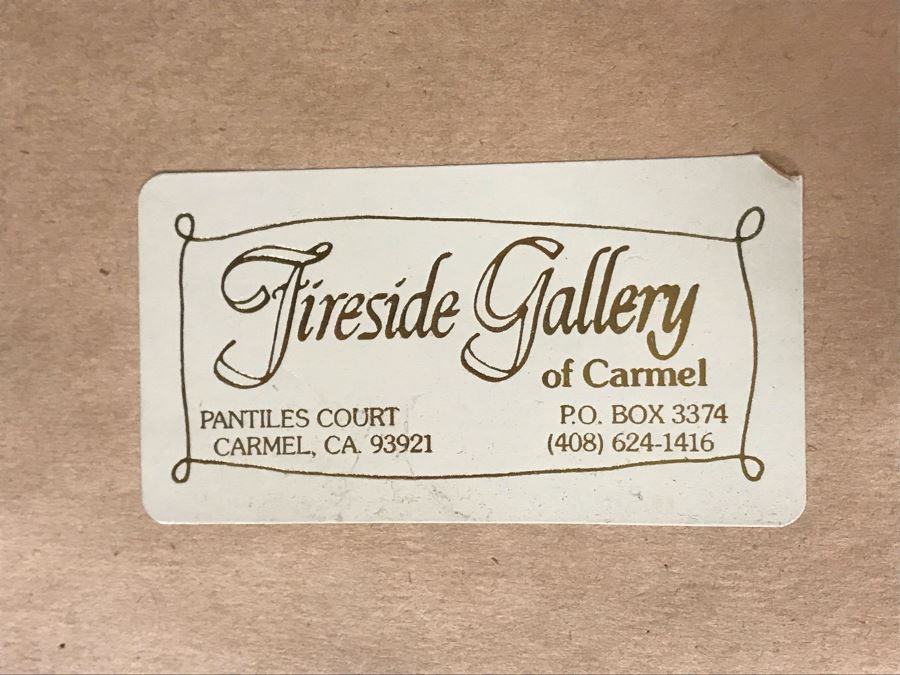 Fireside Gallery
of Carmel
PANTILES COURT
CARMEL, CA. 93921
P.O. BOX 3374
(408) 624-1416